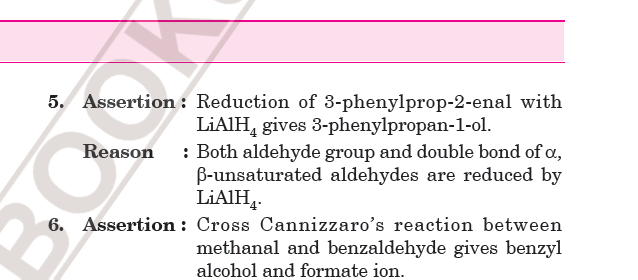 BOOK
5. Assertion : Reduction of 3-phenylprop-2-enal with
LiAlH₄ gives 3-phenylpropan-1-ol.
Reason : Both aldehyde group and double bond of α,
β-unsaturated aldehydes are reduced by
LiAlH₄.
6. Assertion : Cross Cannizzaro's reaction between
methanal and benzaldehyde gives benzyl
alcohol and formate ion.